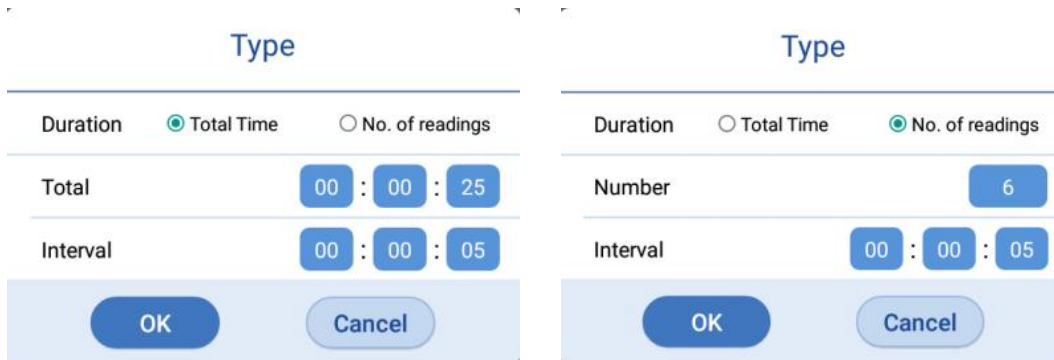 Type
Duration Total Time No. of readings
Total 00 : 00 : 25
Interval 00 : 00 : 05
OK Cancel
Type
Duration Total Time No. of readings
Number 6
Interval 00 : 00 : 05
OK Cancel